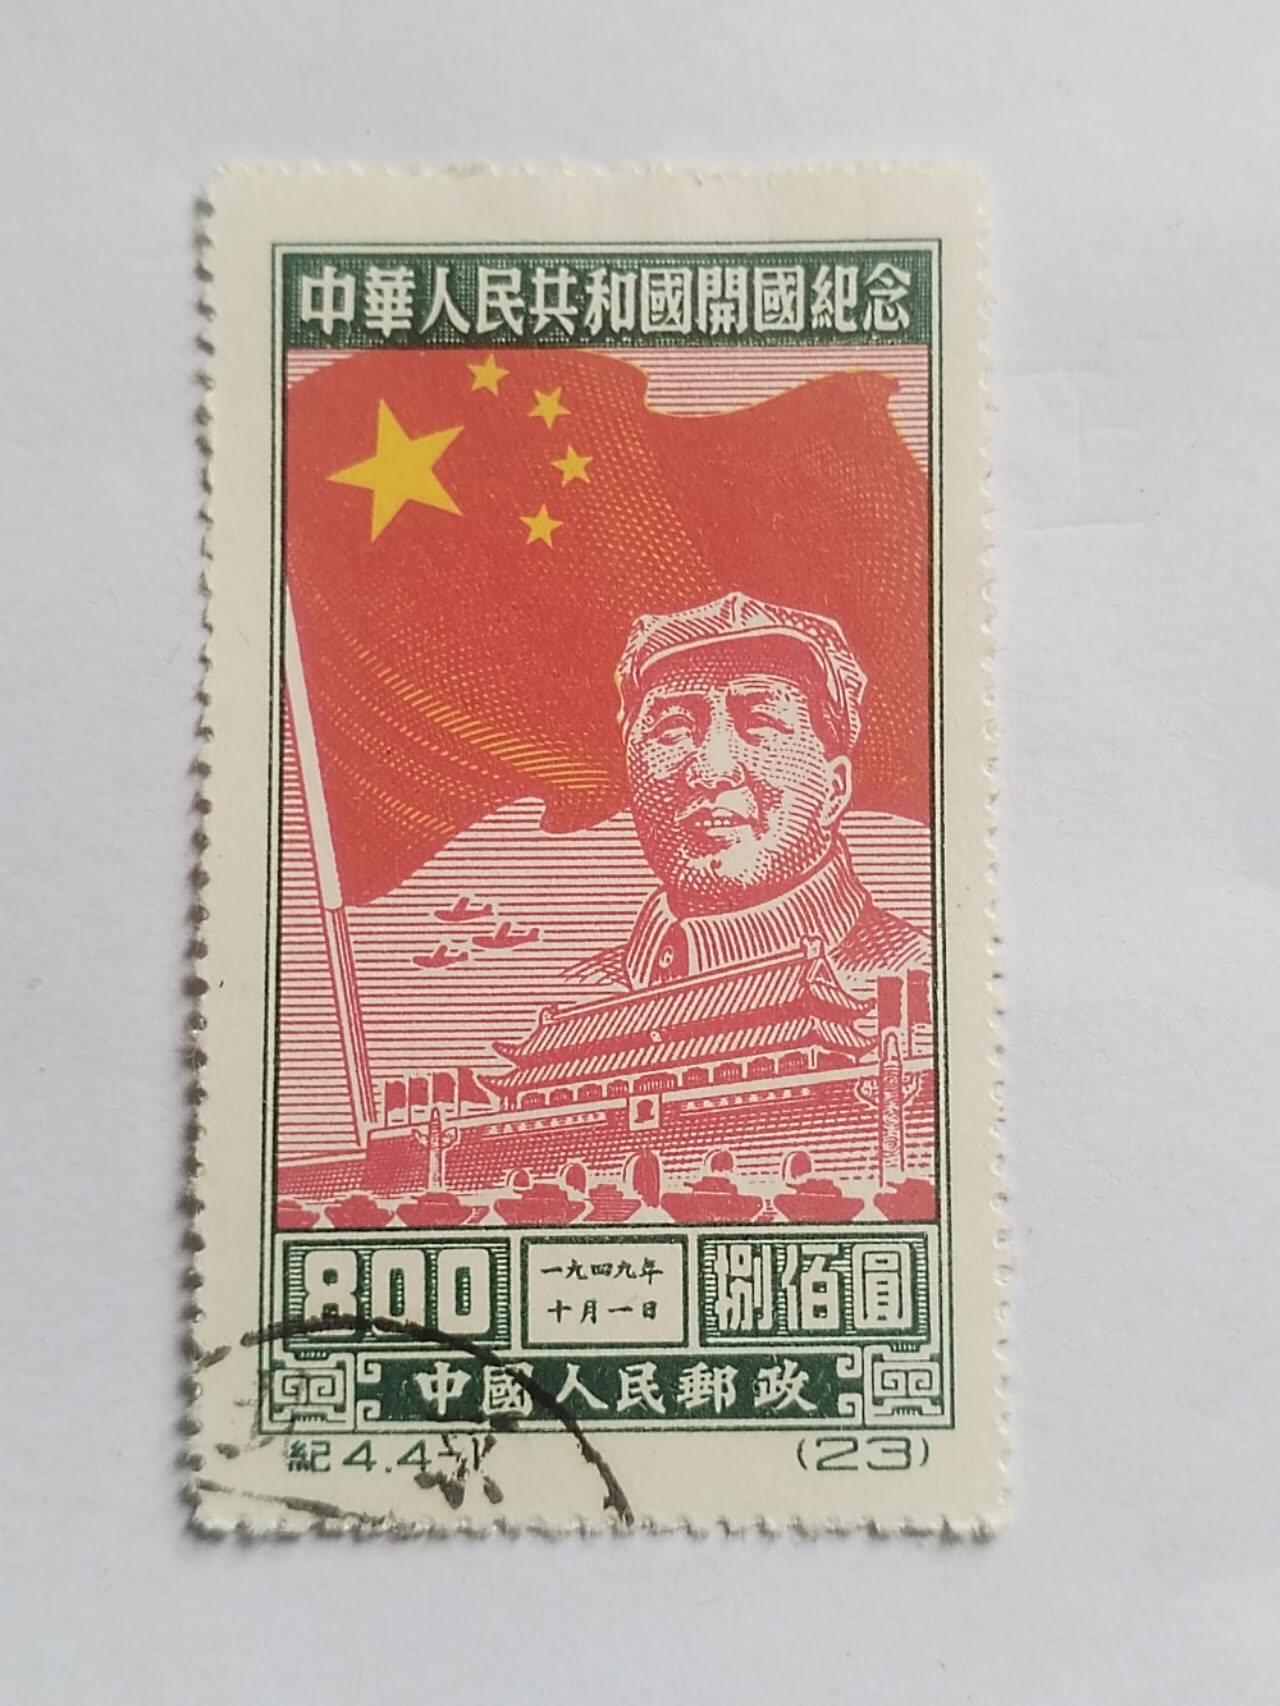 中華人民共和國開國紀念
800 一九四九年 捌佰圓
十月一日
中國人民郵政
紀4.4-1 (23)